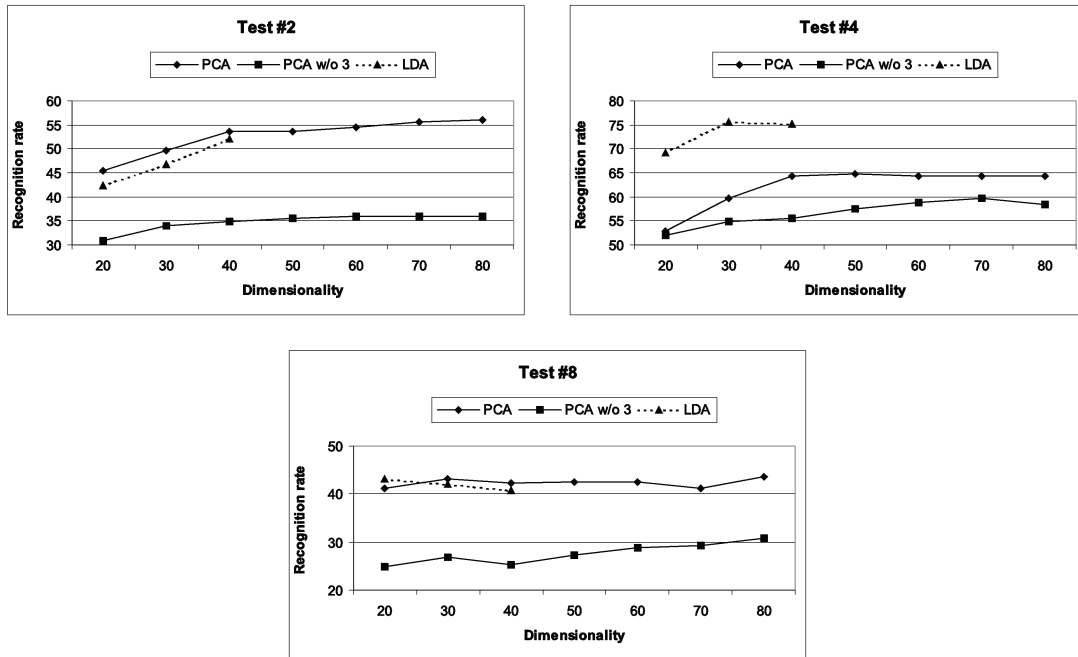 Test #2
PCA PCA w/o 3 LDA
60
55
50
45
40
35
30
Recognition rate
20 30 40 50 60 70 80
Dimensionality
Test #4
PCA PCA w/o 3 LDA
80
75
70
65
60
55
50
Recognition rate
20 30 40 50 60 70 80
Dimensionality
Test #8
PCA PCA w/o 3 LDA
50
40
30
20
Recognition rate
20 30 40 50 60 70 80
Dimensionality